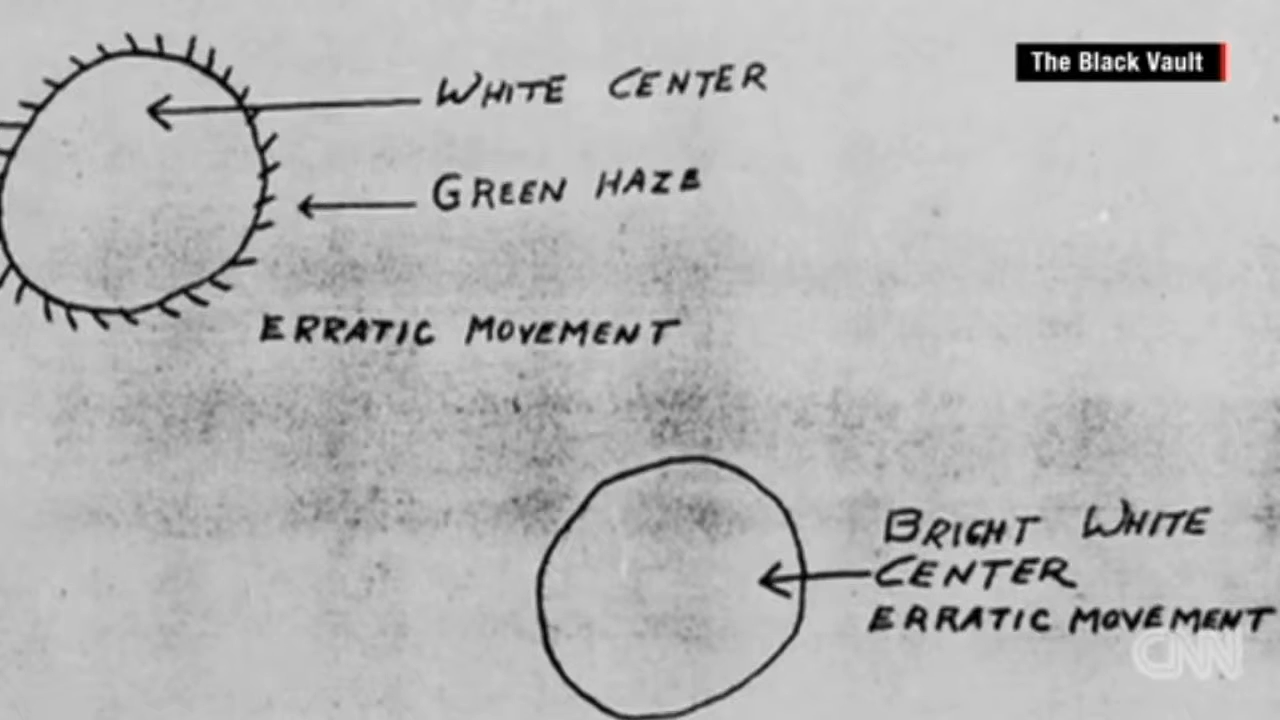 The Black Vault
WHITE CENTER
GREEN HAZE
ERRATIC MOVEMENT
BRIGHT WHITE
CENTER
ERRATIC MOVEMENT
CNN